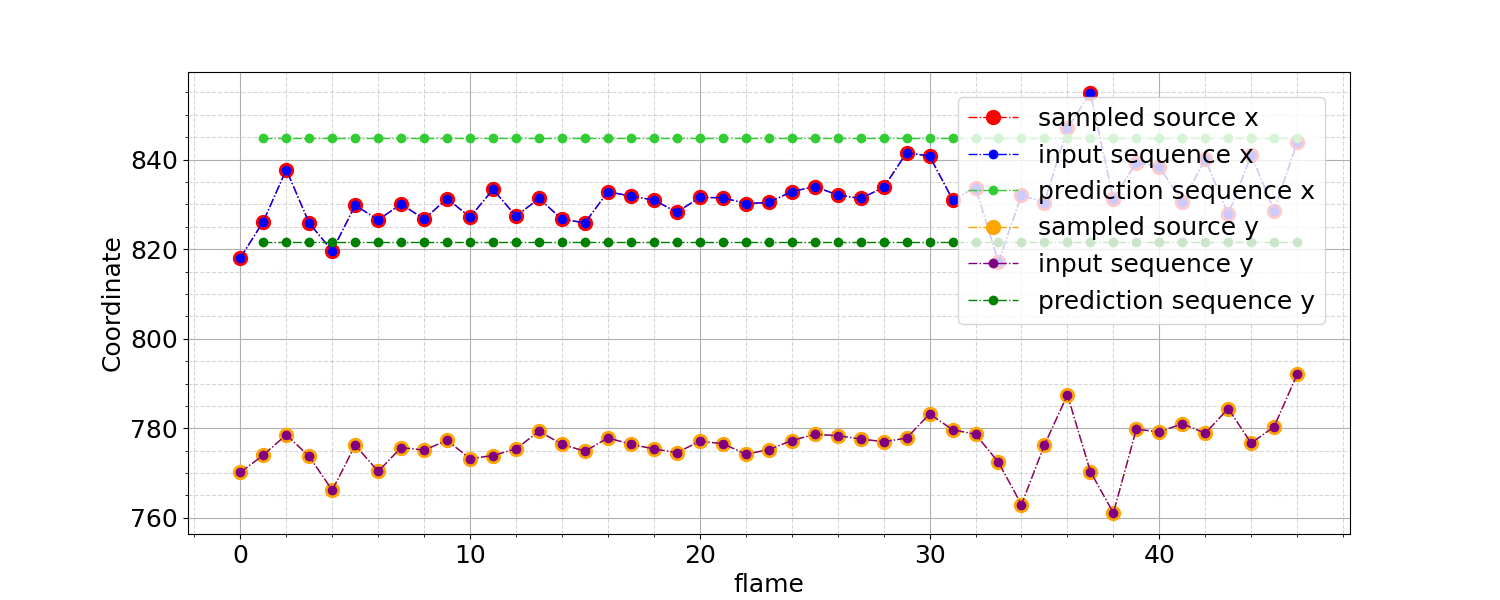 840
820
800
780
760
Coordinate
0
10
20
30
40
flame
sampled source x
input sequence x
prediction sequence x
sampled source y
input sequence y
prediction sequence y